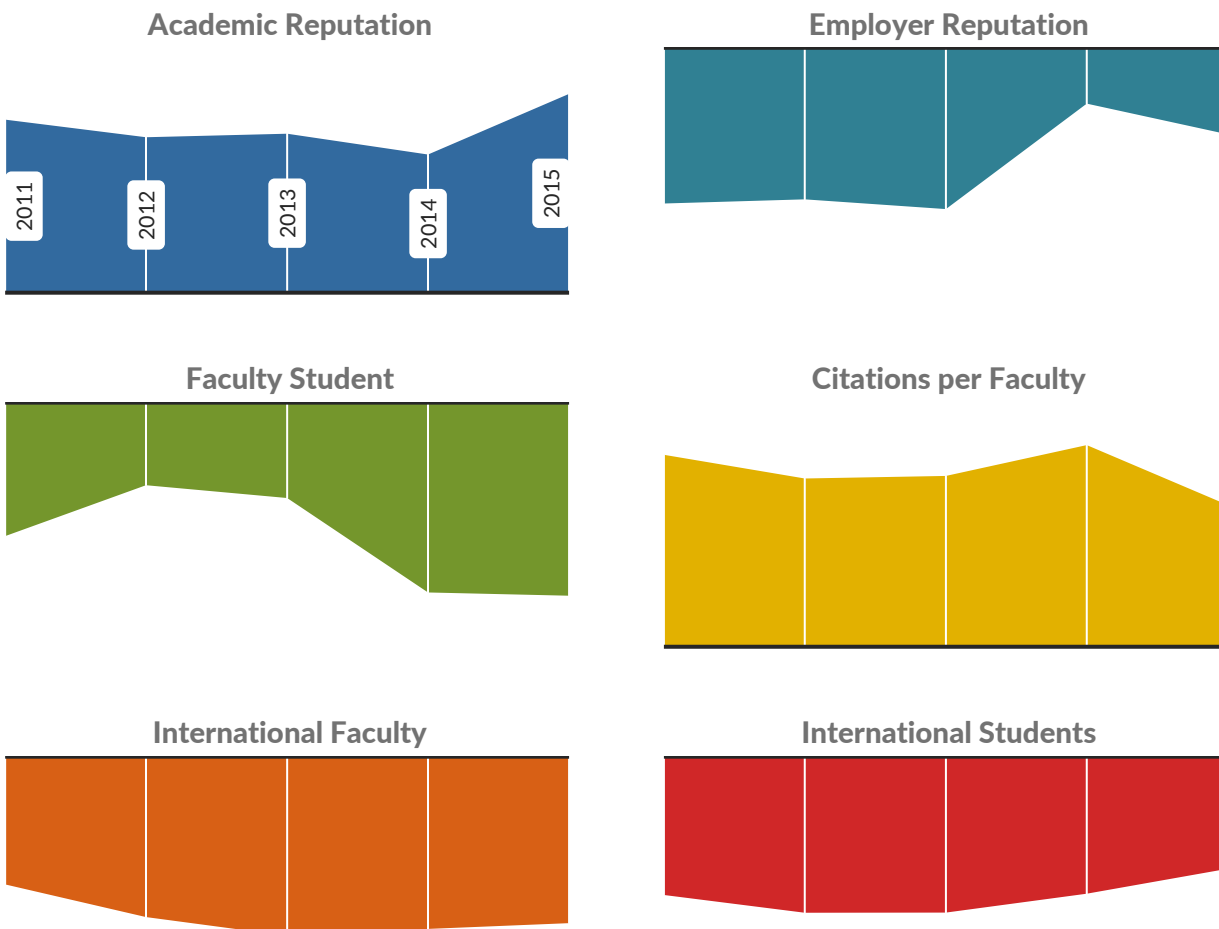 Academic Reputation
Employer Reputation
2011
2012
2013
2014
2015
Faculty Student
Citations per Faculty
International Faculty
International Students